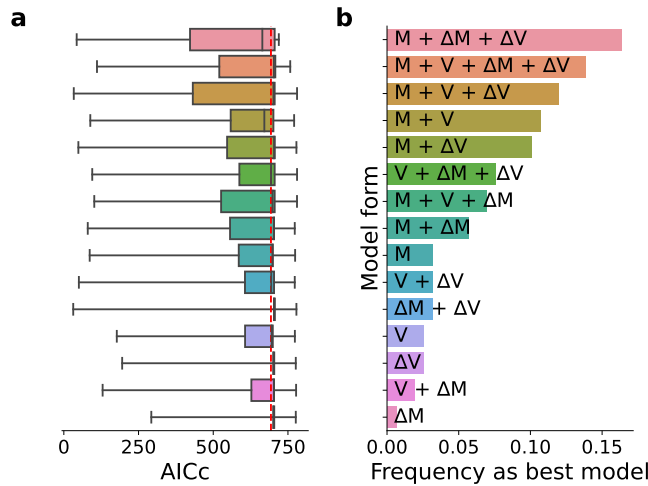 a
0
250
500
750
AICc
b
Model form
M + ΔM + ΔV
M + V + ΔM + ΔV
M + V + ΔV
M + V
M + ΔV
V + ΔM + ΔV
M + V + ΔM
M + ΔM
M
V + ΔV
ΔM + ΔV
V
ΔV
V + ΔM
ΔM
0.00
0.05
0.10
0.15
Frequency as best model